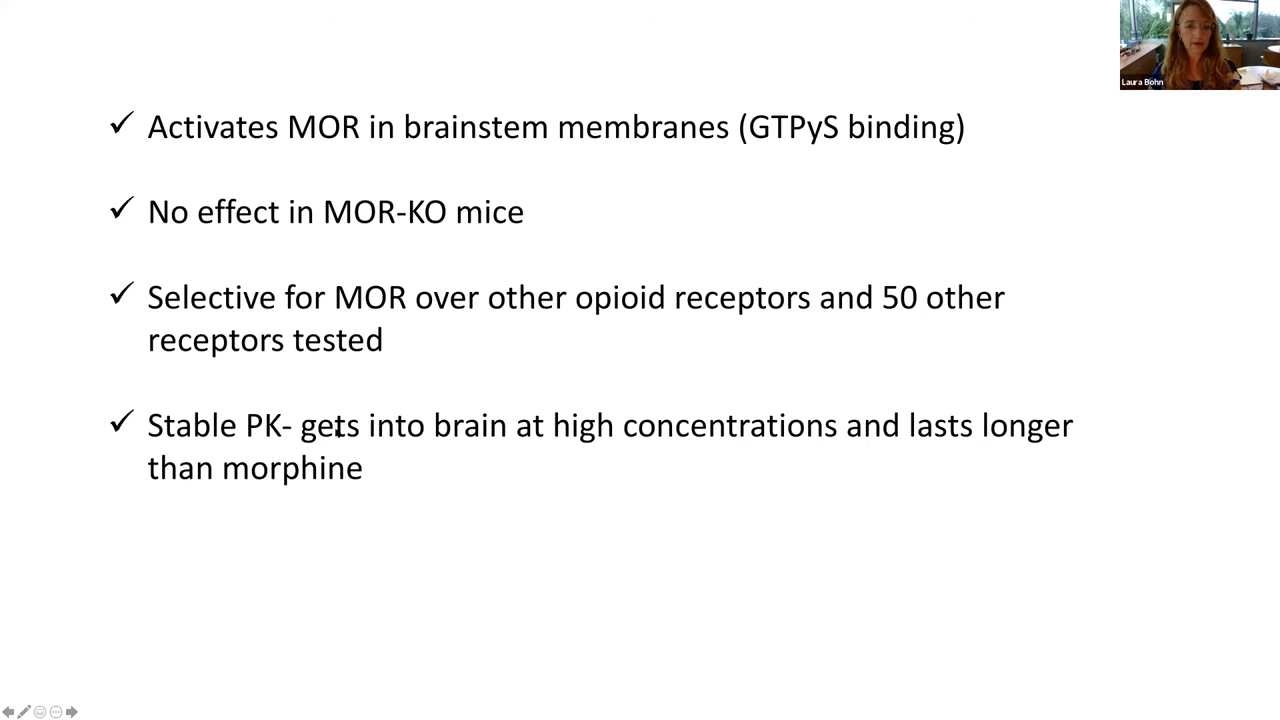 Laura Bohn
✓ Activates MOR in brainstem membranes (GTPyS binding)
✓ No effect in MOR-KO mice
✓ Selective for MOR over other opioid receptors and 50 other
receptors tested
✓ Stable PK- gets into brain at high concentrations and lasts longer
than morphine